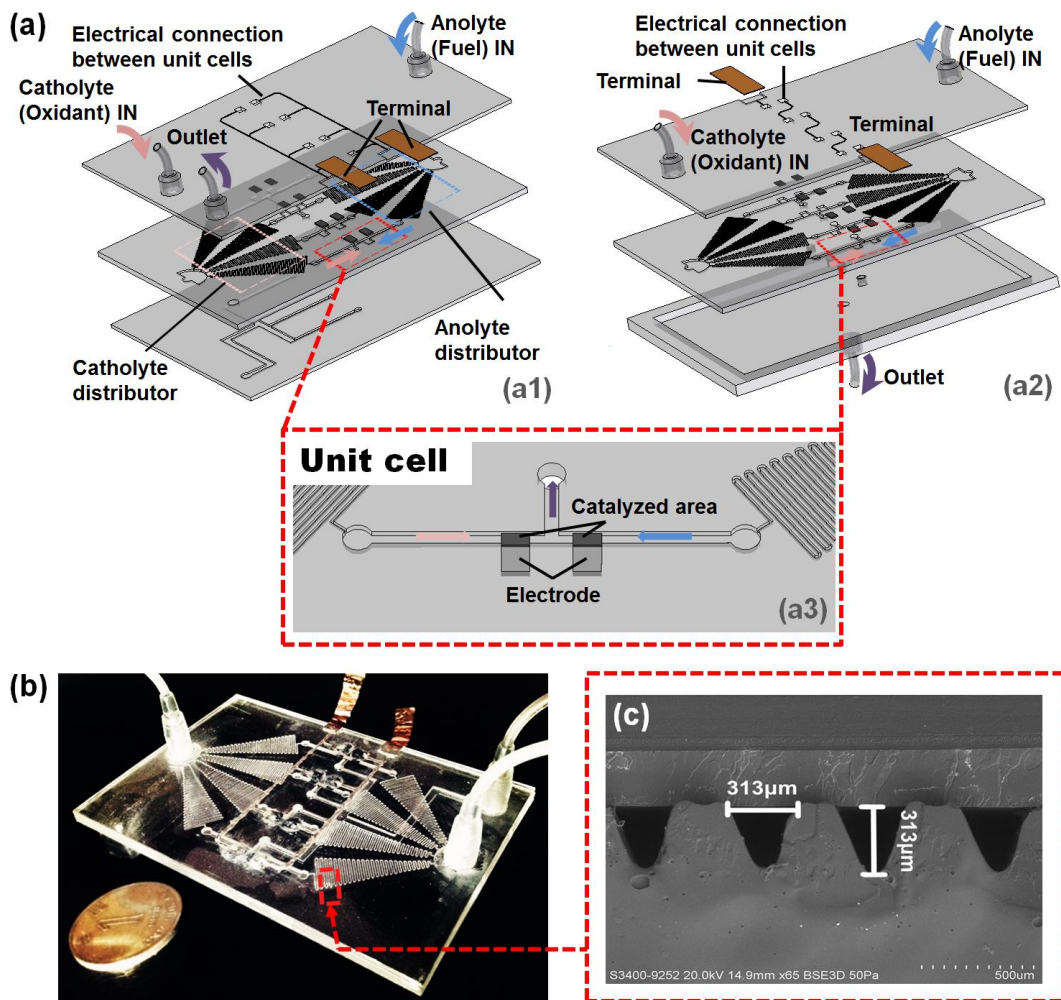 (a)
Electrical connection
between unit cells
Anolyte
(Fuel) IN
Catholyte
(Oxidant) IN
Outlet
Terminal
Catholyte
distributor
Anolyte
distributor
(a1)
Electrical
connection
between unit cells
Terminal
Anolyte
(Fuel) IN
Catholyte
(Oxidant) IN
Terminal
Outlet
(a2)
Unit cell
Catalyzed area
Electrode
(a3)
(b)
1
(c)
313µm
313µm
S3400-9252 20.0kV 14.9mm x65 BSE3D 50Pa
500um